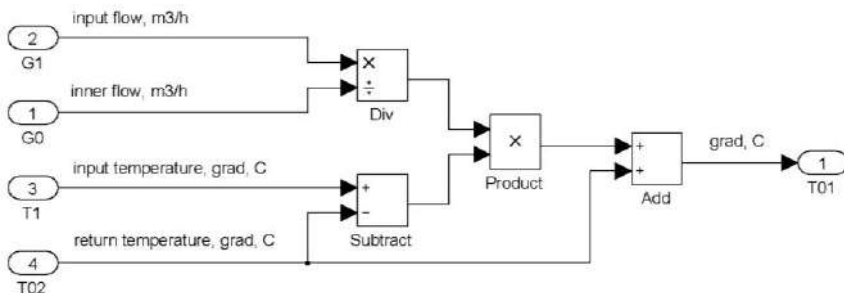 input flow, m3/h
2
G1
×
÷
Div
inner flow, m3/h
1
G0
×
Product
input temperature, grad, C
3
T1
+
−
Subtract
+
+
Add
grad, C
1
T01
return temperature, grad, C
4
T02